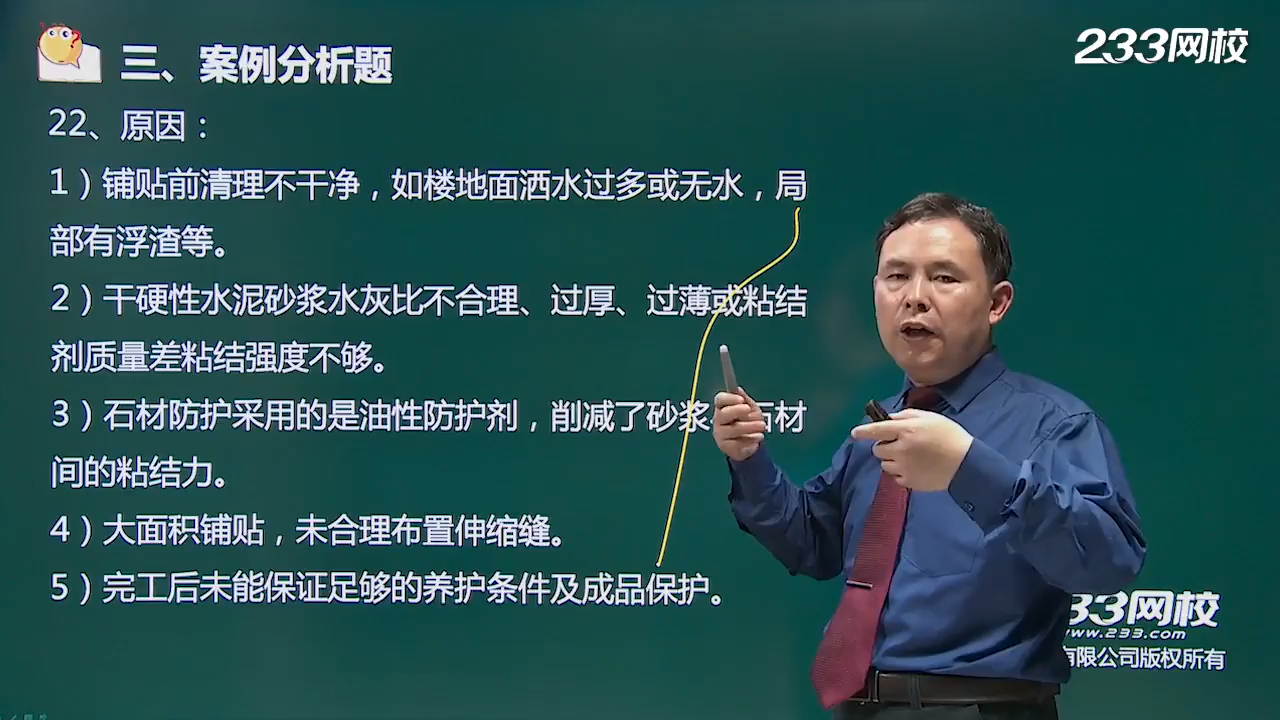 三、案例分析题
233网校
22、原因：
1）铺贴前清理不干净，如楼地面洒水过多或无水，局
部有浮渣等。
2）干硬性水泥砂浆水灰比不合理、过厚、过薄或粘结
剂质量差粘结强度不够。
3）石材防护采用的是油性防护剂，削减了砂浆 石材
间的粘结力。
4）大面积铺贴，未合理布置伸缩缝。
5）完工后未能保证足够的养护条件及成品保护。
33网校
www.233.com
有限公司版权所有